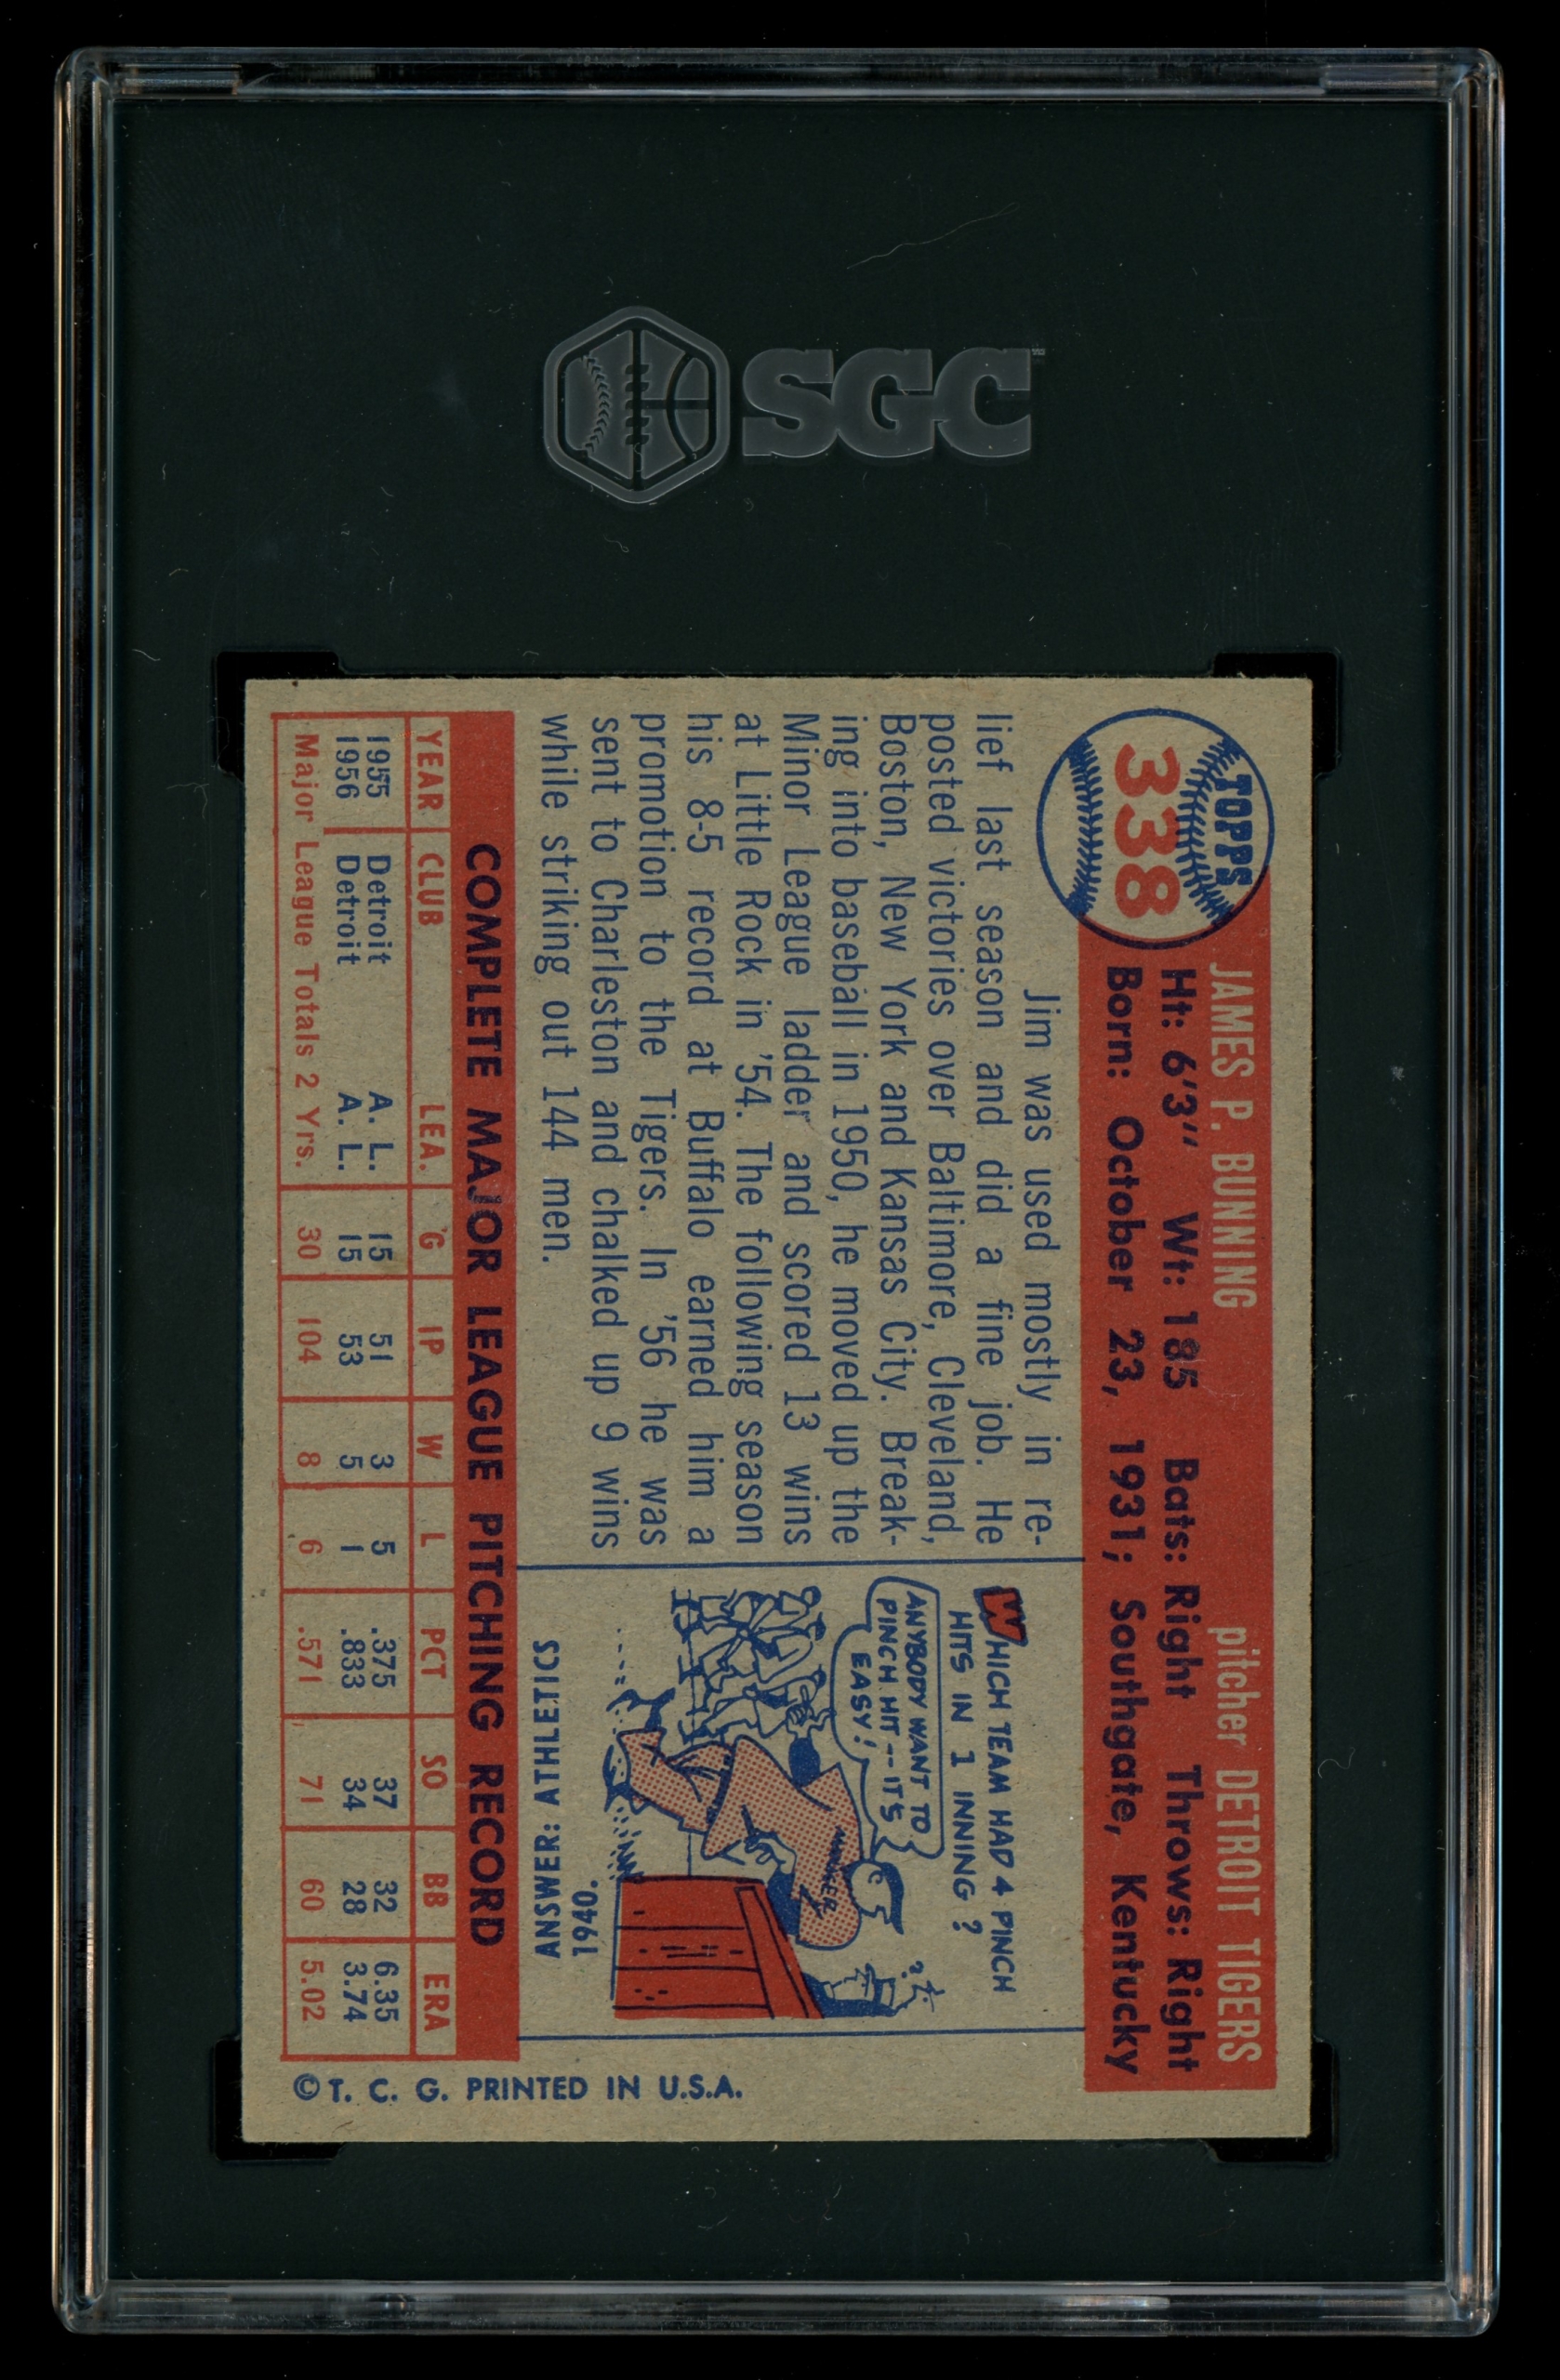 SGC
TOPPS
338
JAMES P. BUNNING pitcher DETROIT TIGERS
Ht: 6'3" Wt: 185 Bats: Right Throws: Right
Born: October 23, 1931; Southgate, Kentucky
Jim was used mostly in re-
lief last season and did a fine job. He
posted victories over Baltimore, Cleveland,
Boston, New York and Kansas City. Break-
ing into baseball in 1950, he moved up the
Minor League ladder and scored 13 wins
at Little Rock in '54. The following season
his 8-5 record at Buffalo earned him a
promotion to the Tigers. In '56 he was
sent to Charleston and chalked up 9 wins
while striking out 144 men.
WHICH TEAM HAD 4 PINCH
HITS IN 1 INNING?
ANYBODY WANT TO
PINCH HIT -- IT'S
EASY!
ANSWER: ATHLETICS
1940.
COMPLETE MAJOR LEAGUE PITCHING RECORD
YEAR CLUB LEA. G IP W L PCT SO BB ERA
1955 Detroit A. L. 15 51 3 5 .375 37 32 6.35
1956 Detroit A. L. 15 53 5 1 .833 34 28 3.74
Major League Totals 2 Yrs. 30 104 8 6 .571 71 60 5.02
© T. C. G. PRINTED IN U.S.A.